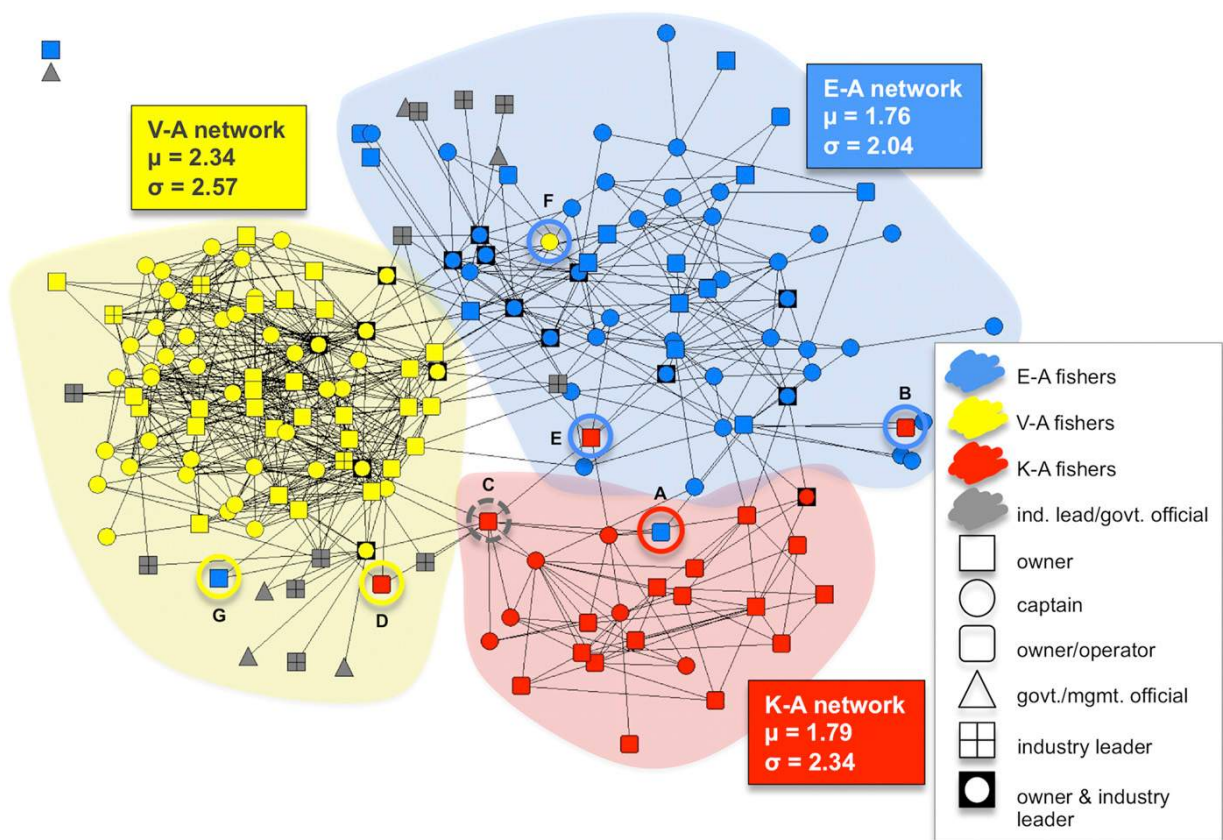 E-A network
μ = 1.76
σ = 2.04
V-A network
μ = 2.34
σ = 2.57
F
B
E
C
A
G
D
K-A network
μ = 1.79
σ = 2.34
E-A fishers
V-A fishers
K-A fishers
ind. lead/govt. official
owner
captain
owner/operator
govt./mgmt. official
industry leader
owner & industry
leader